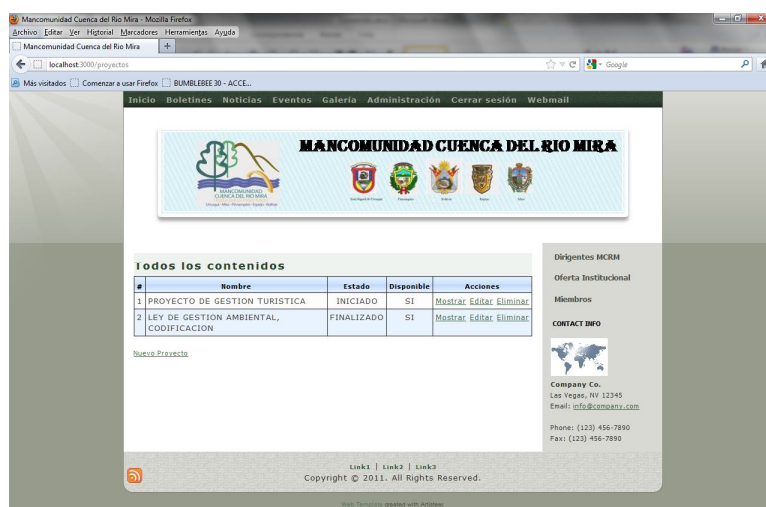 Mancomunidad Cuenca del Rio Mira - Mozilla Firefox
Archivo Editar Ver Historial Marcadores Herramientas Ayuda
Mancomunidad Cuenca del Rio Mira
localhost:3000/proyectos
Google
Más visitados Comenzar a usar Firefox BUMBLEBEE 30 - ACCE...
Inicio Boletines Noticias Eventos Galeria Administración Cerrar sesión Webmail
MANCOMUNIDAD CUENCA DEL RIO MIRA
MANCOMUNIDAD
CUENCA DEL RIO MIRA
Todos los contenidos
# Nombre Estado Disponible Acciones
1 PROYECTO DE GESTION TURISTICA INICIADO SI Mostrar Editar Eliminar
2 LEY DE GESTION AMBIENTAL, CODIFICACION FINALIZADO SI Mostrar Editar Eliminar
Nuevo Proyecto
Dirigentes MCRM
Oferta Institucional
Miembros
CONTACT INFO
Company Co.
Las Vegas, NV 12345
Email: info@company.com
Phone: (123) 456-7890
Fax: (123) 456-7890
Link1 | Link2 | Link3
Copyright © 2011. All Rights Reserved.
Web Template created with Artisteer.